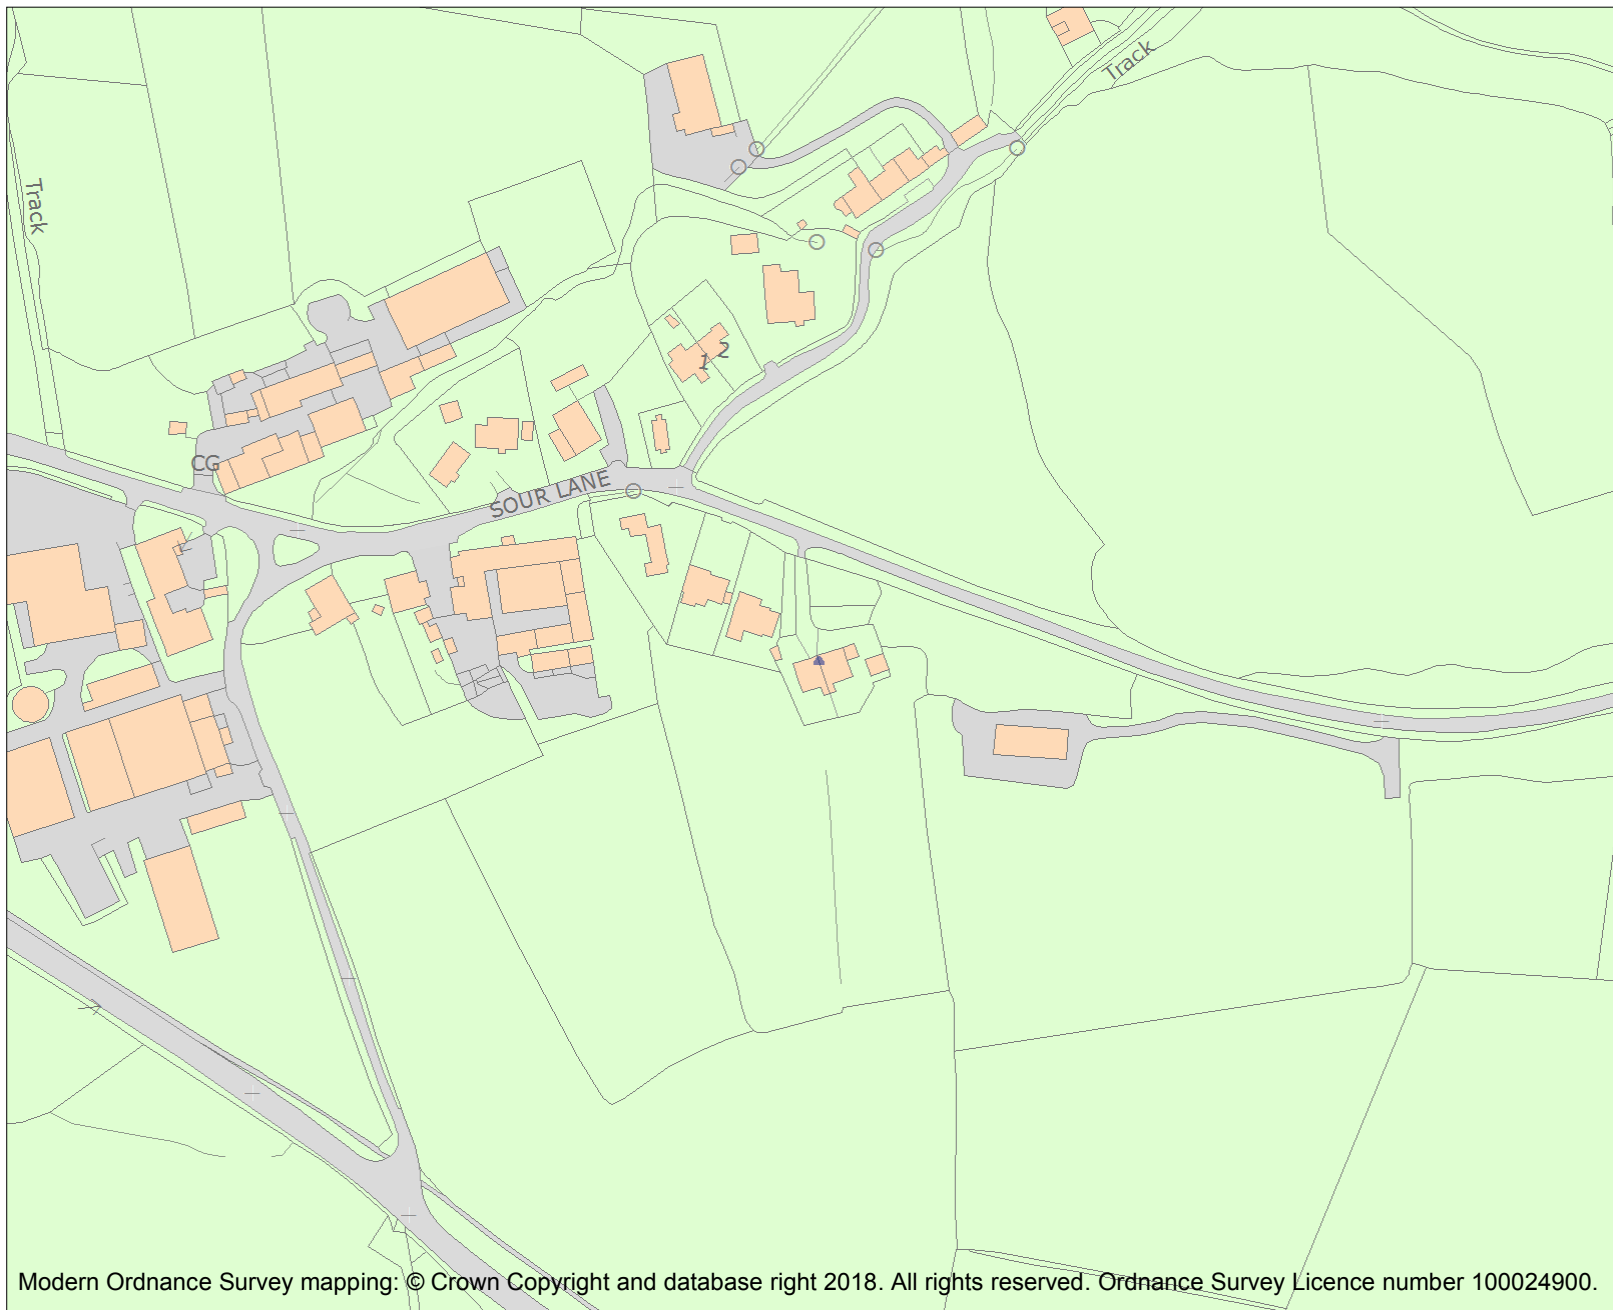 Track
Track
1
2
CG
SOUR LANE
Modern Ordnance Survey mapping: © Crown Copyright and database right 2018. All rights reserved. Ordnance Survey Licence number 100024900.